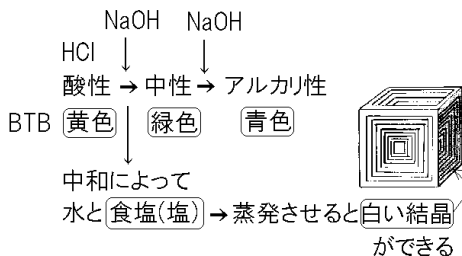 NaOH NaOH
HCl
酸性→中性→アルカリ性
BTB 黄色 緑色 青色
中和によって
水と食塩(塩)→蒸発させると白い結晶
ができる